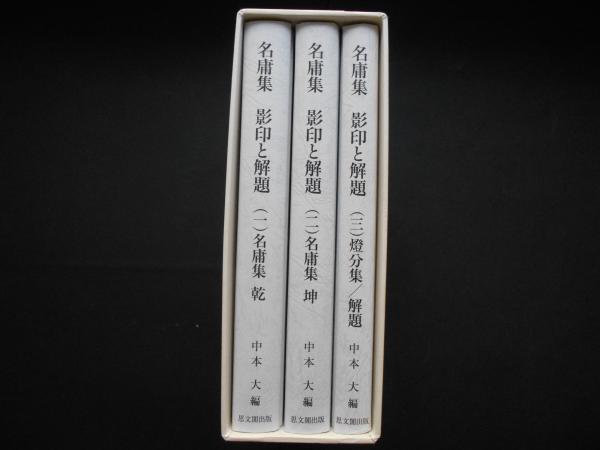 名庸集 影印と解題 (一)名庸集 乾 中本 大 編
思文閣出版
名庸集 影印と解題 (二)名庸集 坤 中本 大 編
思文閣出版
名庸集 影印と解題 (三)燈分集/解題 中本 大 編
思文閣出版